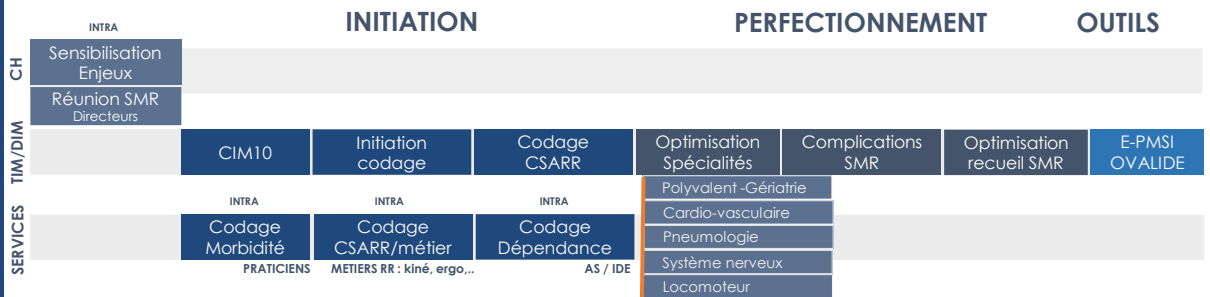 INITIATION
PERFECTIONNEMENT
OUTILS
INTRA
CH
Sensibilisation
Enjeux
Réunion SMR
Directeurs
TIM/DIM
CIM10
Initiation
codage
Codage
CSARR
Optimisation
Spécialités
Complications
SMR
Optimisation
recueil SMR
E-PMSI
OVALIDE
Polyvalent -Gériatrie
Cardio-vasculaire
Pneumologie
Système nerveux
Locomoteur
SERVICES
INTRA
Codage
Morbidité
PRATICIENS
INTRA
Codage
CSARR/métier
METIERS RR : kiné, ergo,..
INTRA
Codage
Dépendance
AS / IDE